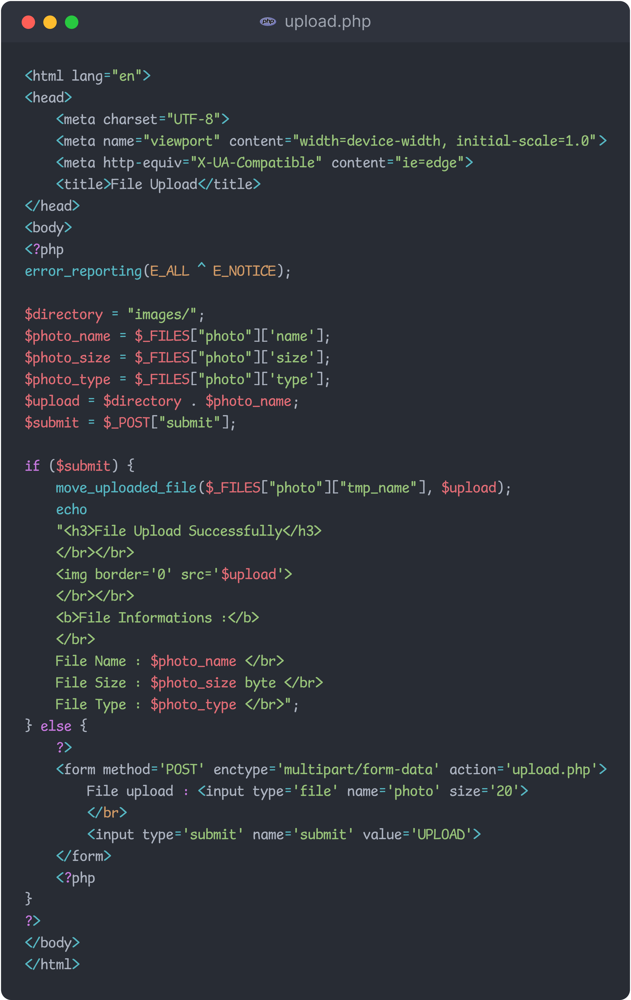 php upload.php
<html lang="en">
<head>
    <meta charset="UTF-8">
    <meta name="viewport" content="width=device-width, initial-scale=1.0">
    <meta http-equiv="X-UA-Compatible" content="ie=edge">
    <title>File Upload</title>
</head>
<body>
<?php
error_reporting(E_ALL ^ E_NOTICE);

$directory = "images/";
$photo_name = $_FILES["photo"]['name'];
$photo_size = $_FILES["photo"]['size'];
$photo_type = $_FILES["photo"]['type'];
$upload = $directory . $photo_name;
$submit = $_POST["submit"];

if ($submit) {
    move_uploaded_file($_FILES["photo"]["tmp_name"], $upload);
    echo
    "<h3>File Upload Successfully</h3>
    </br></br>
    <img border='0' src='$upload'>
    </br></br>
    <b>File Informations :</b>
    </br>
    File Name : $photo_name </br>
    File Size : $photo_size byte </br>
    File Type : $photo_type </br>";
} else {
    ?>
    <form method='POST' enctype='multipart/form-data' action='upload.php'>
        File upload : <input type='file' name='photo' size='20'>
        </br>
        <input type='submit' name='submit' value='UPLOAD'>
    </form>
    <?php
}
?>
</body>
</html>